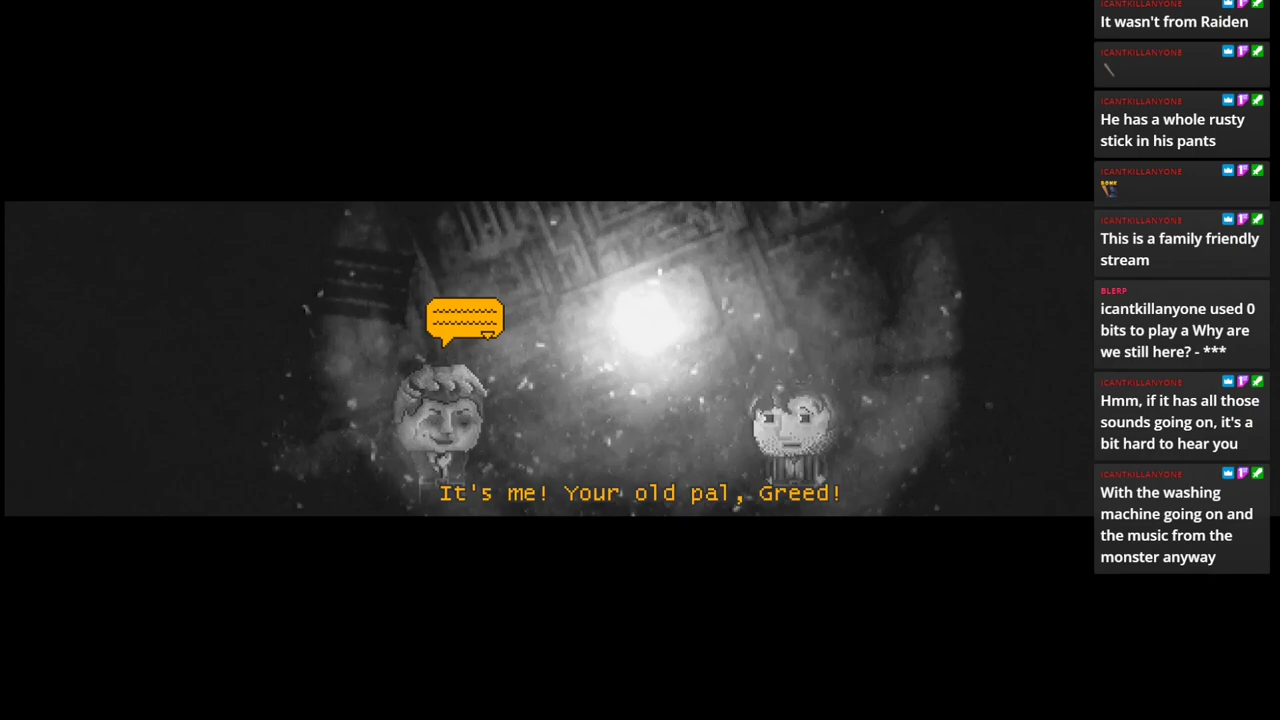 It's me! Your old pal, Greed!
ICANTKILLANYONE
It wasn't from Raiden
ICANTKILLANYONE
ICANTKILLANYONE
He has a whole rusty
stick in his pants
ICANTKILLANYONE
BONK
ICANTKILLANYONE
This is a family friendly
stream
BLERP
icantkillanyone used 0
bits to play a Why are
we still here? - ***
ICANTKILLANYONE
Hmm, if it has all those
sounds going on, it's a
bit hard to hear you
ICANTKILLANYONE
With the washing
machine going on and
the music from the
monster anyway